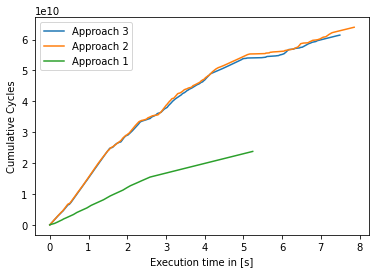 1e10
Approach 3
Approach 2
Approach 1
6
5
4
3
2
1
0
Cumulative Cycles
0 1 2 3 4 5 6 7 8
Execution time in [s]